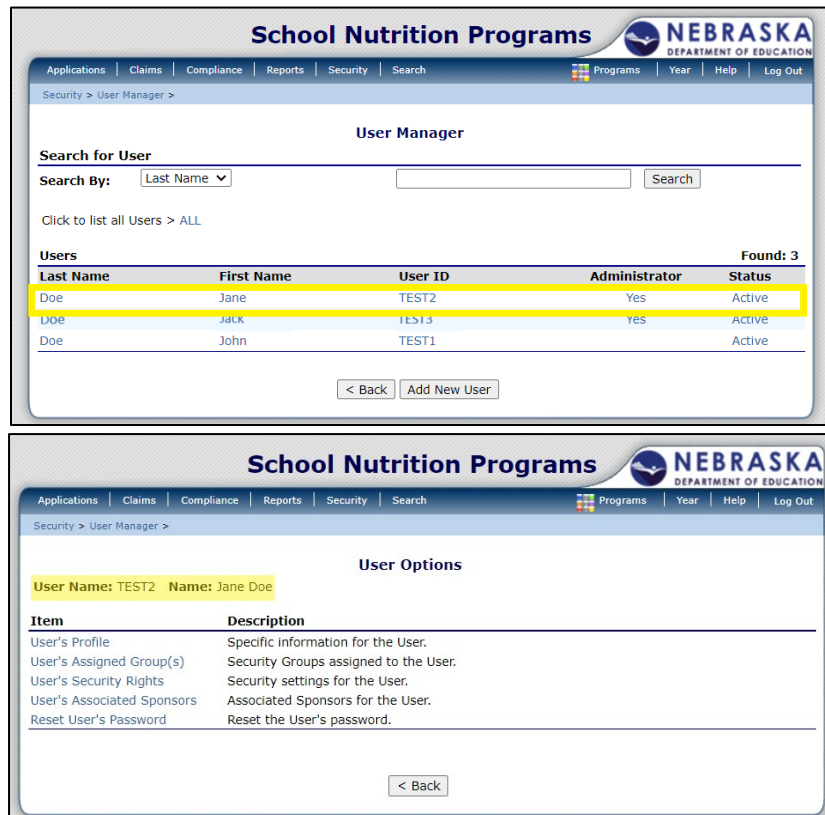 School Nutrition Programs NEBRASKA
DEPARTMENT OF EDUCATION
Applications | Claims | Compliance | Reports | Security | Search Programs | Year | Help | Log Out
Security > User Manager >
User Manager
Search for User
Search By: Last Name Search
Click to list all Users > ALL
Users Found: 3
Last Name First Name User ID Administrator Status
Doe Jane TEST2 Yes Active
Doe Jack TEST3 Yes Active
Doe John TEST1 Active
< Back Add New User
School Nutrition Programs NEBRASKA
DEPARTMENT OF EDUCATION
Applications | Claims | Compliance | Reports | Security | Search Programs | Year | Help | Log Out
Security > User Manager >
User Options
User Name: TEST2 Name: Jane Doe
Item Description
User's Profile Specific information for the User.
User's Assigned Group(s) Security Groups assigned to the User.
User's Security Rights Security settings for the User.
User's Associated Sponsors Associated Sponsors for the User.
Reset User's Password Reset the User's password.
< Back